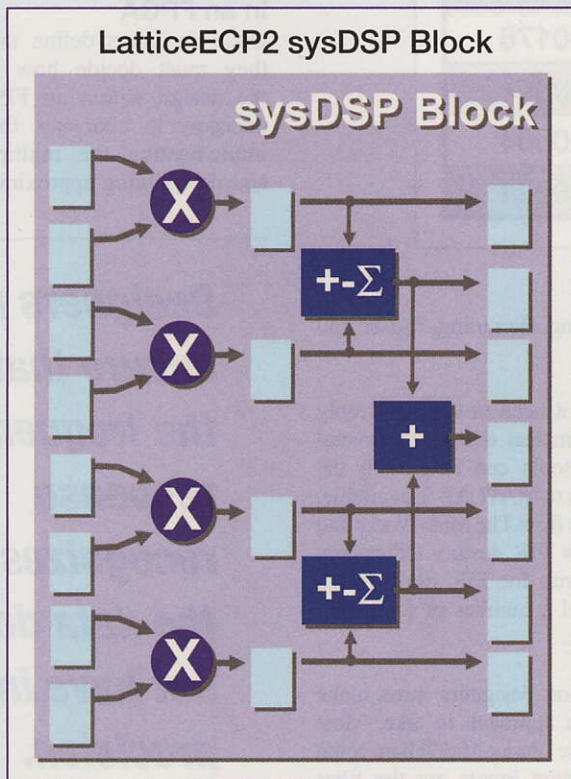 LatticeECP2 sysDSP Block
sysDSP Block
X
+-Σ
X
+
X
+-Σ
X